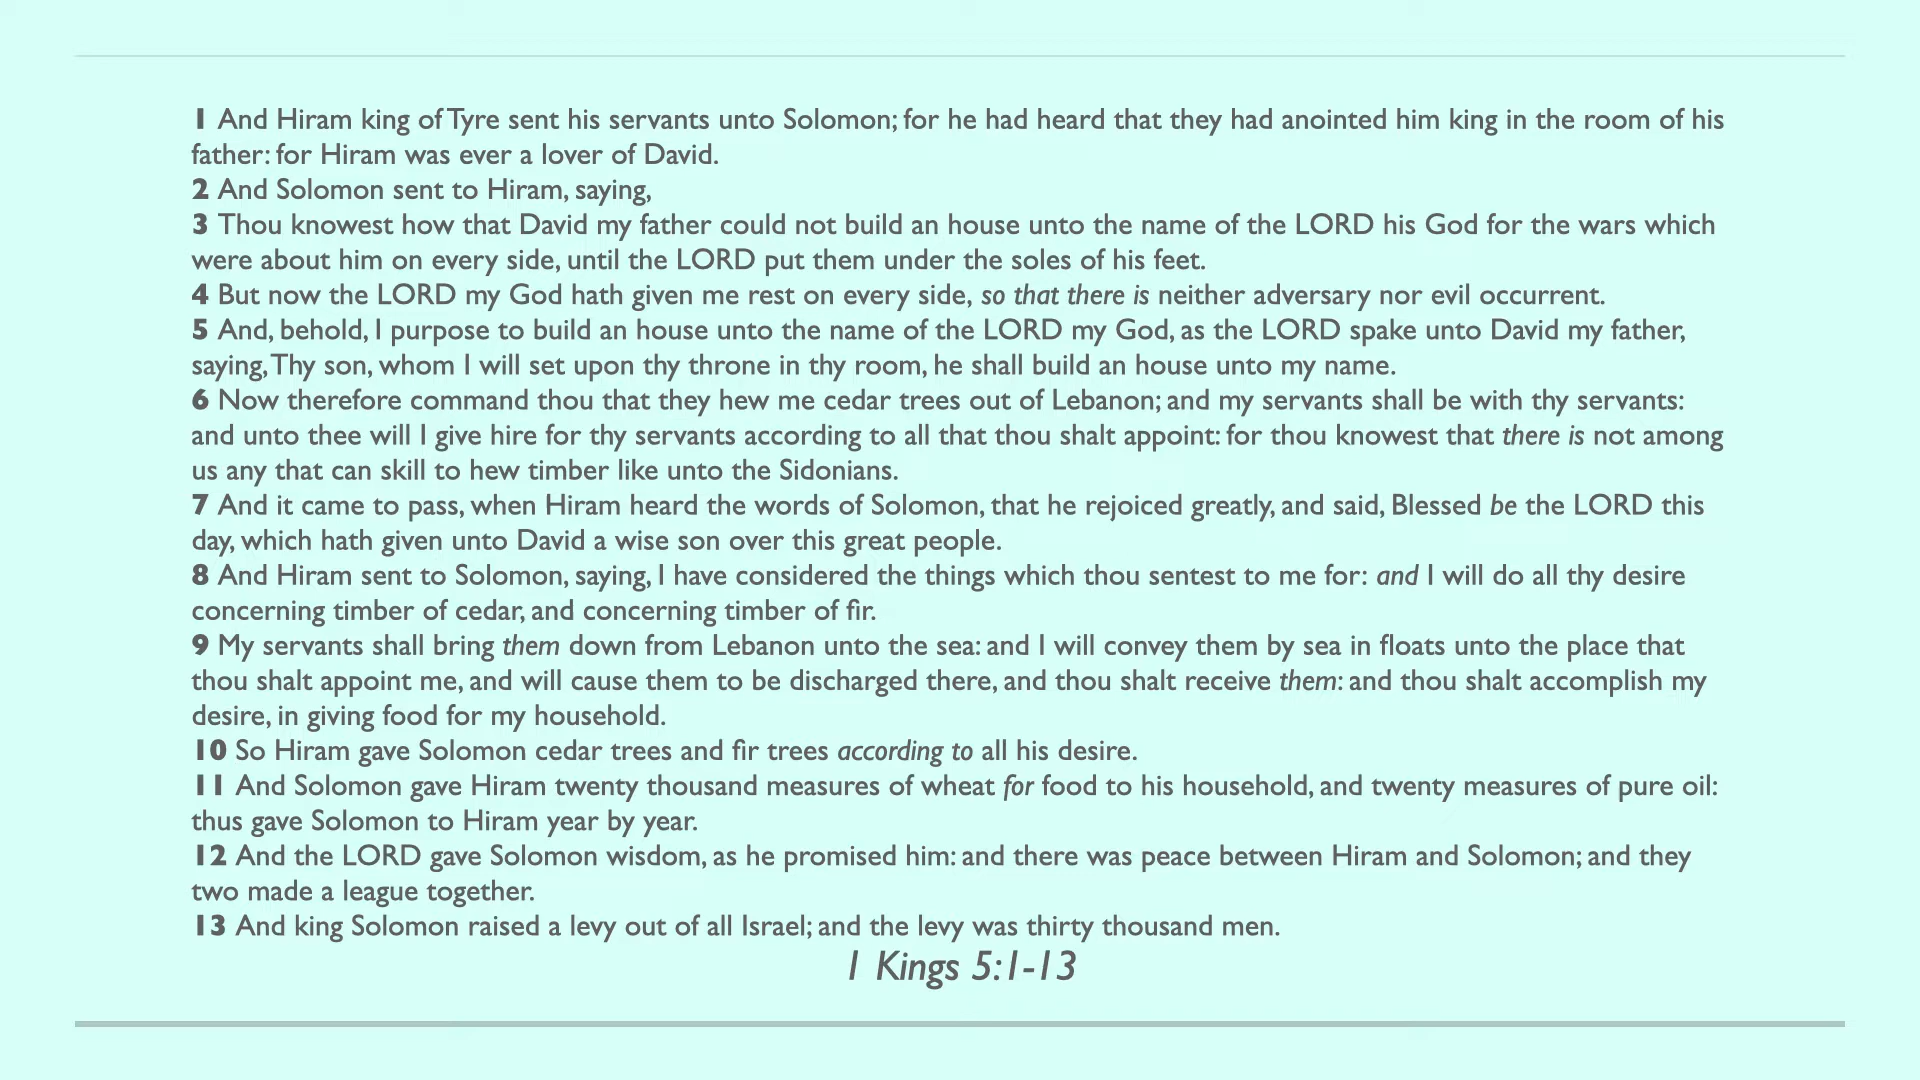 1 And Hiram king of Tyre sent his servants unto Solomon; for he had heard that they had anointed him king in the room of his
father: for Hiram was ever a lover of David.
2 And Solomon sent to Hiram, saying,
3 Thou knowest how that David my father could not build an house unto the name of the LORD his God for the wars which
were about him on every side, until the LORD put them under the soles of his feet.
4 But now the LORD my God hath given me rest on every side, so that there is neither adversary nor evil occurrent.
5 And, behold, I purpose to build an house unto the name of the LORD my God, as the LORD spake unto David my father,
saying, Thy son, whom I will set upon thy throne in thy room, he shall build an house unto my name.
6 Now therefore command thou that they hew me cedar trees out of Lebanon; and my servants shall be with thy servants:
and unto thee will I give hire for thy servants according to all that thou shalt appoint: for thou knowest that there is not among
us any that can skill to hew timber like unto the Sidonians.
7 And it came to pass, when Hiram heard the words of Solomon, that he rejoiced greatly, and said, Blessed be the LORD this
day, which hath given unto David a wise son over this great people.
8 And Hiram sent to Solomon, saying, I have considered the things which thou sentest to me for: and I will do all thy desire
concerning timber of cedar, and concerning timber of fir.
9 My servants shall bring them down from Lebanon unto the sea: and I will convey them by sea in floats unto the place that
thou shalt appoint me, and will cause them to be discharged there, and thou shalt receive them: and thou shalt accomplish my
desire, in giving food for my household.
10 So Hiram gave Solomon cedar trees and fir trees according to all his desire.
11 And Solomon gave Hiram twenty thousand measures of wheat for food to his household, and twenty measures of pure oil:
thus gave Solomon to Hiram year by year.
12 And the LORD gave Solomon wisdom, as he promised him: and there was peace between Hiram and Solomon; and they
two made a league together.
13 And king Solomon raised a levy out of all Israel; and the levy was thirty thousand men.
1 Kings 5:1-13